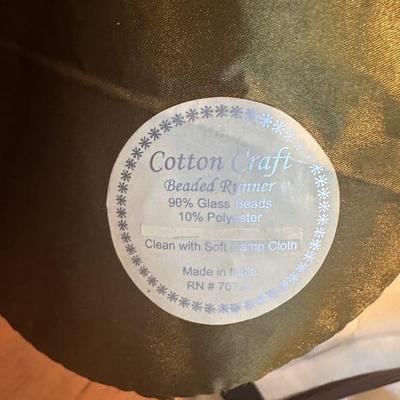 Cotton Craft
Beaded Runner
90% Glass Beads
10% Polyester
Clean with Soft Damp Cloth
Made in India
RN #